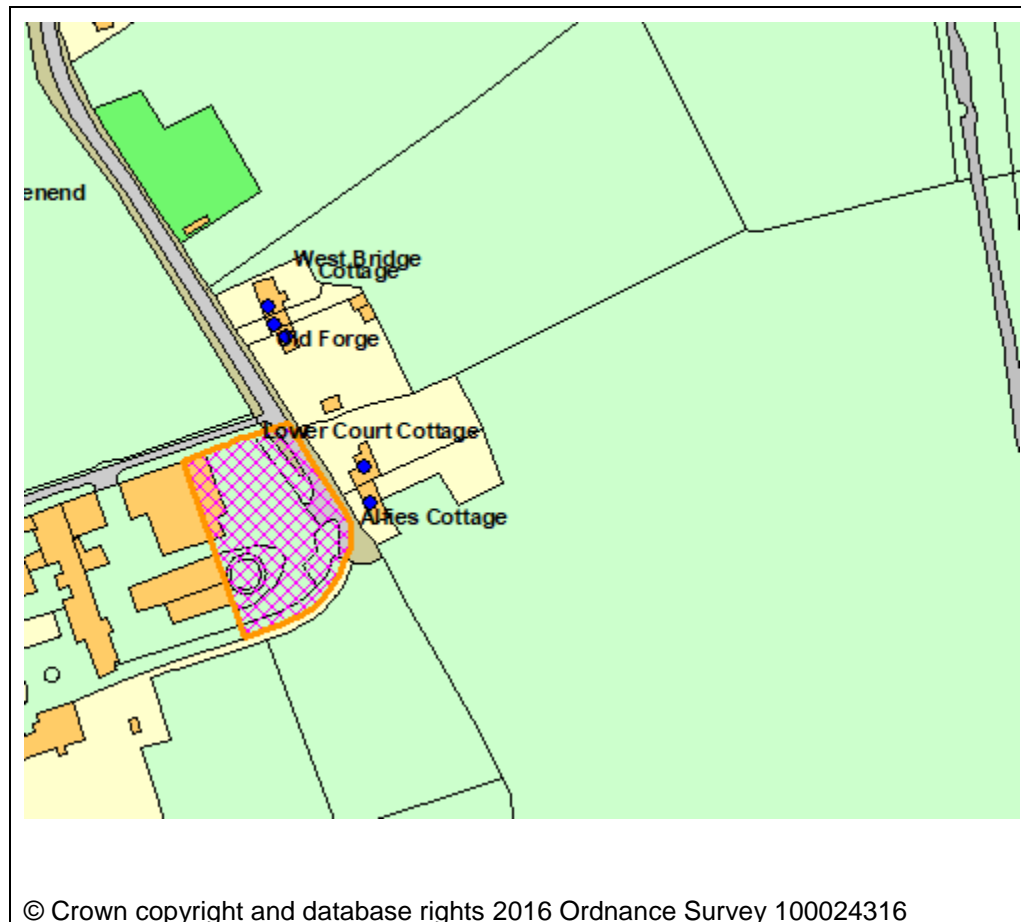 enend
West Bridge
Cottage
Old Forge
Lower Court Cottage
Alfies Cottage
© Crown copyright and database rights 2016 Ordnance Survey 100024316